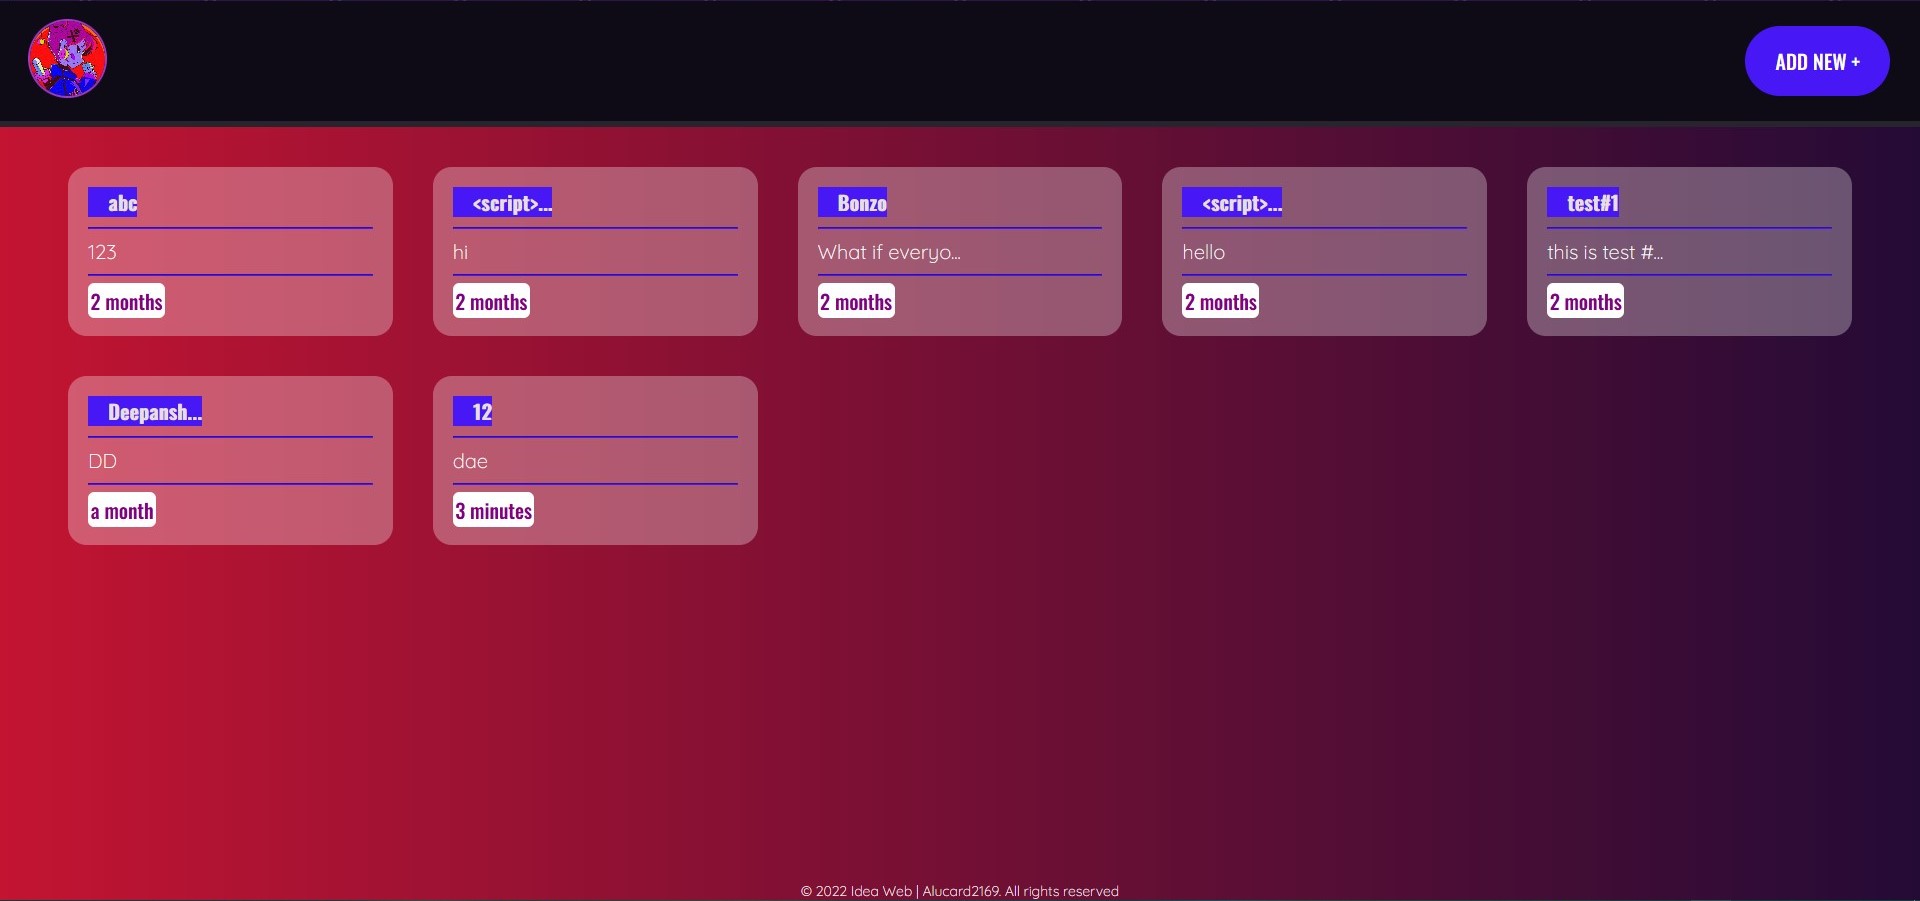 ADD NEW +
abc
123
2 months
<script>...
hi
2 months
Bonzo
What if everyo...
2 months
<script>...
hello
2 months
test#1
this is test #...
2 months
Deepansh...
DD
a month
12
dae
3 minutes
© 2022 Idea Web | Alucard2169. All rights reserved